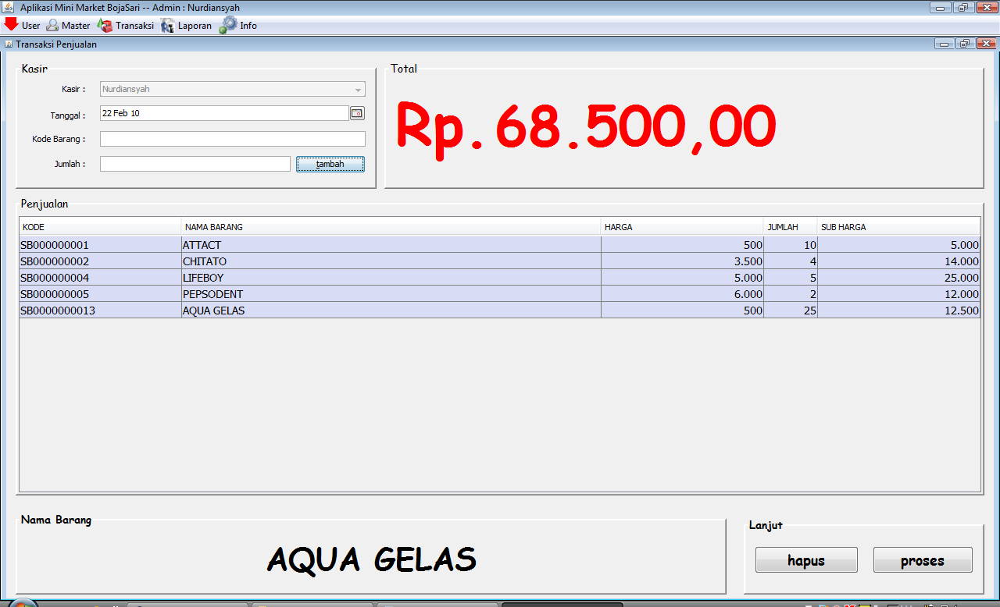 Aplikasi Mini Market BojaSari -- Admin : Nurdiansyah
User Master Transaksi Laporan Info
Transaksi Penjualan
Kasir
Kasir : Nurdiansyah
Tanggal : 22 Feb 10
Kode Barang :
Jumlah : tambah
Total
Rp.68.500,00
Penjualan
KODE NAMA BARANG HARGA JUMLAH SUB HARGA
SB000000001 ATTACT 500 10 5.000
SB000000002 CHITATO 3.500 4 14.000
SB000000004 LIFEBOY 5.000 5 25.000
SB000000005 PEPSODENT 6.000 2 12.000
SB0000000013 AQUA GELAS 500 25 12.500
Nama Barang
AQUA GELAS
Lanjut
hapus proses